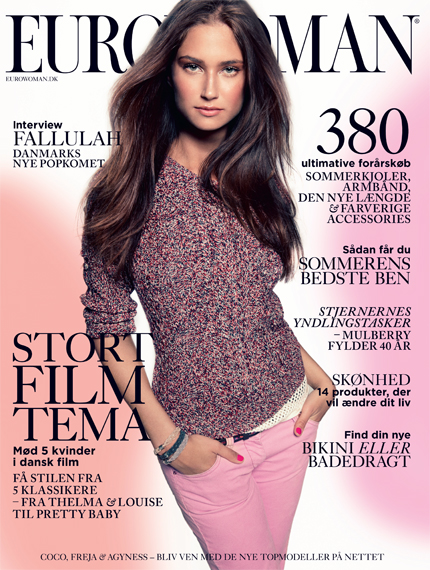 EUROWOMAN®
EUROWOMAN.DK
Interview
FALLULAH
DANMARKS
NYE POPKOMET
380
ultimative forårskøb
SOMMERKJOLER,
ARMBÅND,
DEN NYE LÆNGDE
& FARVERIGE
ACCESSORIES
Sådan får du
SOMMERENS
BEDSTE BEN
STJERNERNES
YNDLINGSTASKER
– MULBERRY
FYLDER 40 ÅR
SKØNHED
14 produkter, der
vil ændre dit liv
Find din nye
BIKINI ELLER
BADEDRAGT
STORT
FILM
TEMA
Mød 5 kvinder
i dansk film
FÅ STILEN FRA
5 KLASSIKERE
– FRA THELMA & LOUISE
TIL PRETTY BABY
COCO, FREJA & AGYNESS – BLIV VEN MED DE NYE TOPMODELLER PÅ NETTET